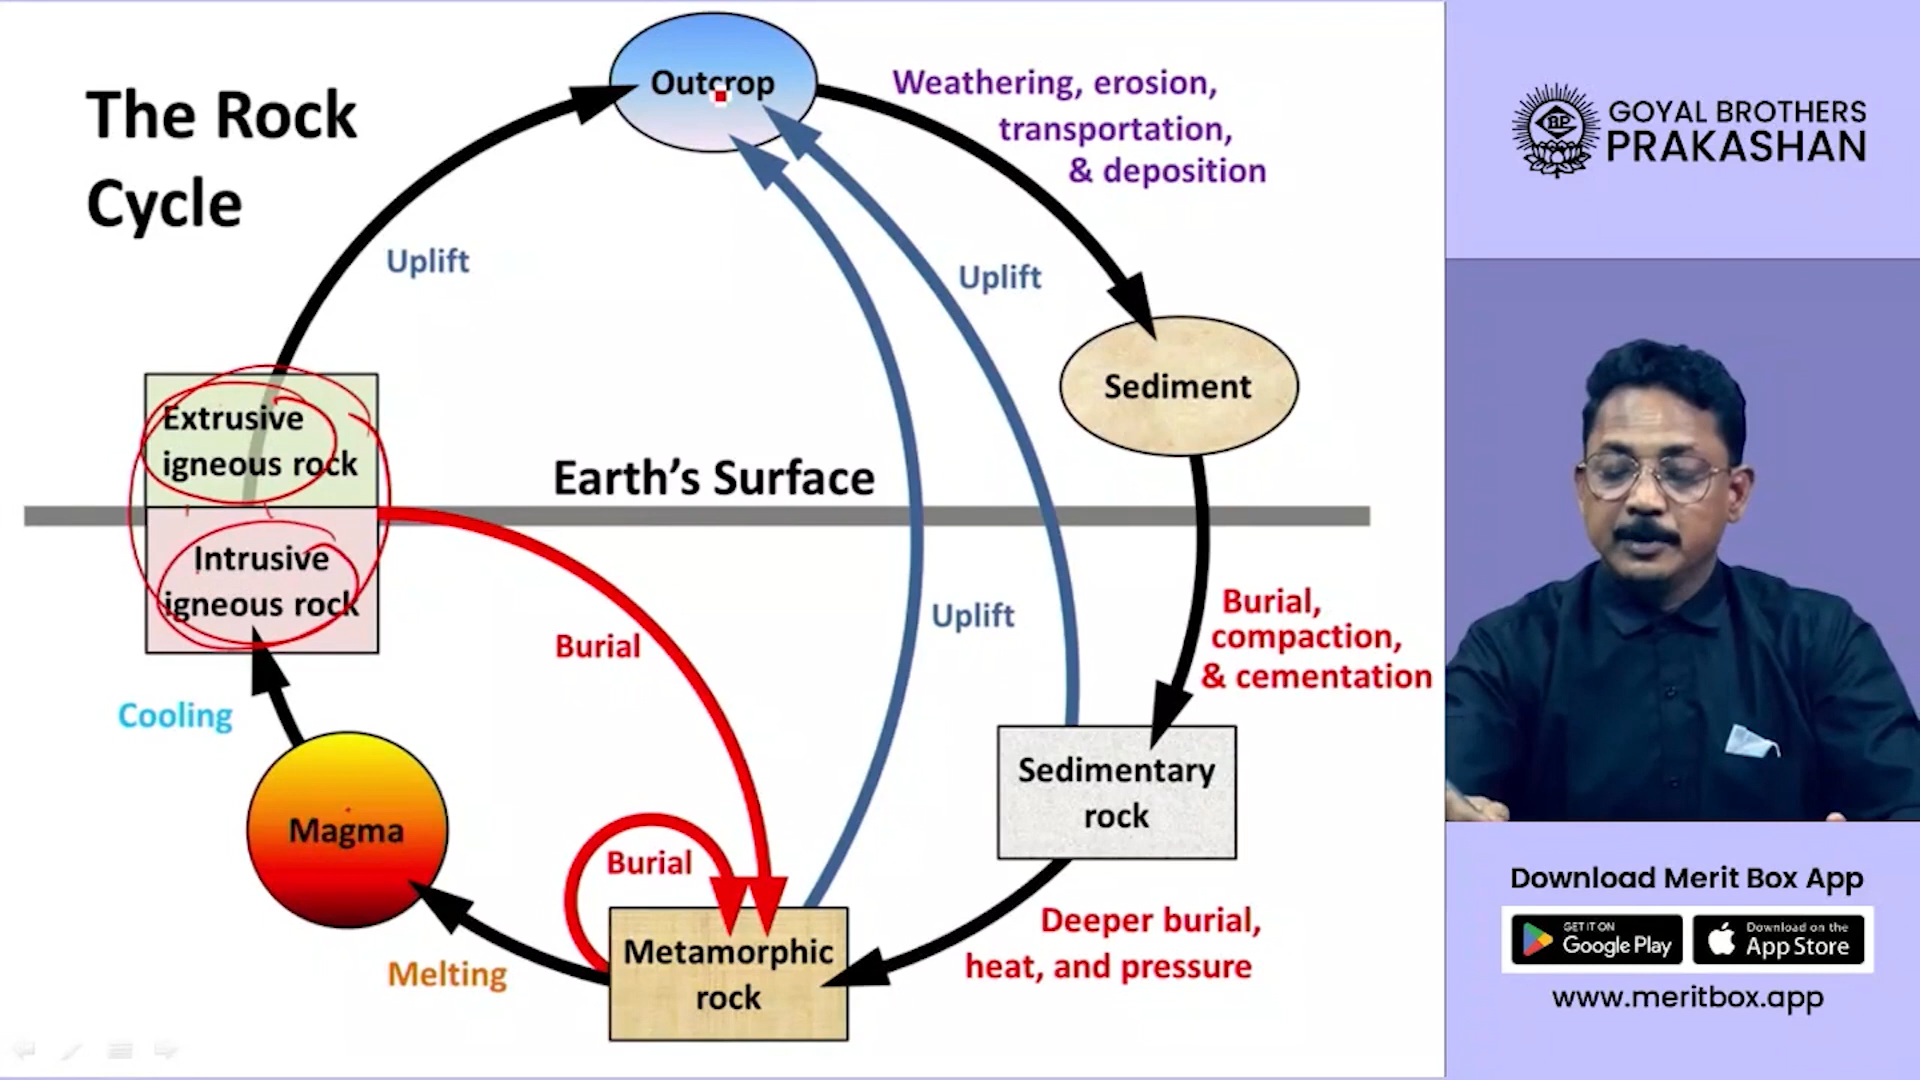 The Rock
Cycle
Outcrop
Weathering, erosion,
transportation,
& deposition
Uplift
Uplift
Sediment
Extrusive
igneous rock
Earth's Surface
Intrusive
igneous rock
Burial
Uplift
Burial,
compaction,
& cementation
Cooling
Sedimentary
rock
Magma
Burial
Deeper burial,
heat, and pressure
Metamorphic
rock
Melting
BP
GOYAL BROTHERS
PRAKASHAN
Download Merit Box App
GET IT ON
Google Play
Download on the
App Store
www.meritbox.app